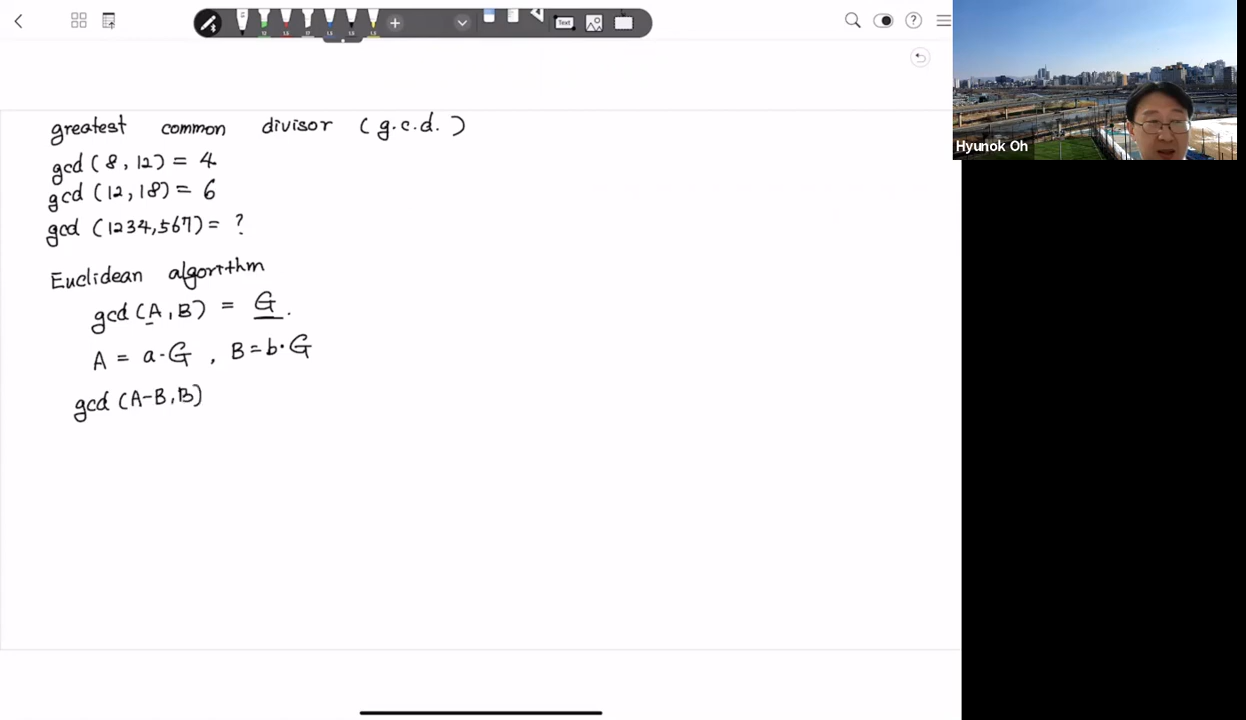 Text
greatest common divisor (g.c.d.)
gcd (8, 12) = 4
gcd (12, 18) = 6
gcd (1234, 567) = ?
Euclidean algorithm
gcd (A, B) = G.
A = a·G , B = b·G
gcd (A-B, B)
Hyunok Oh